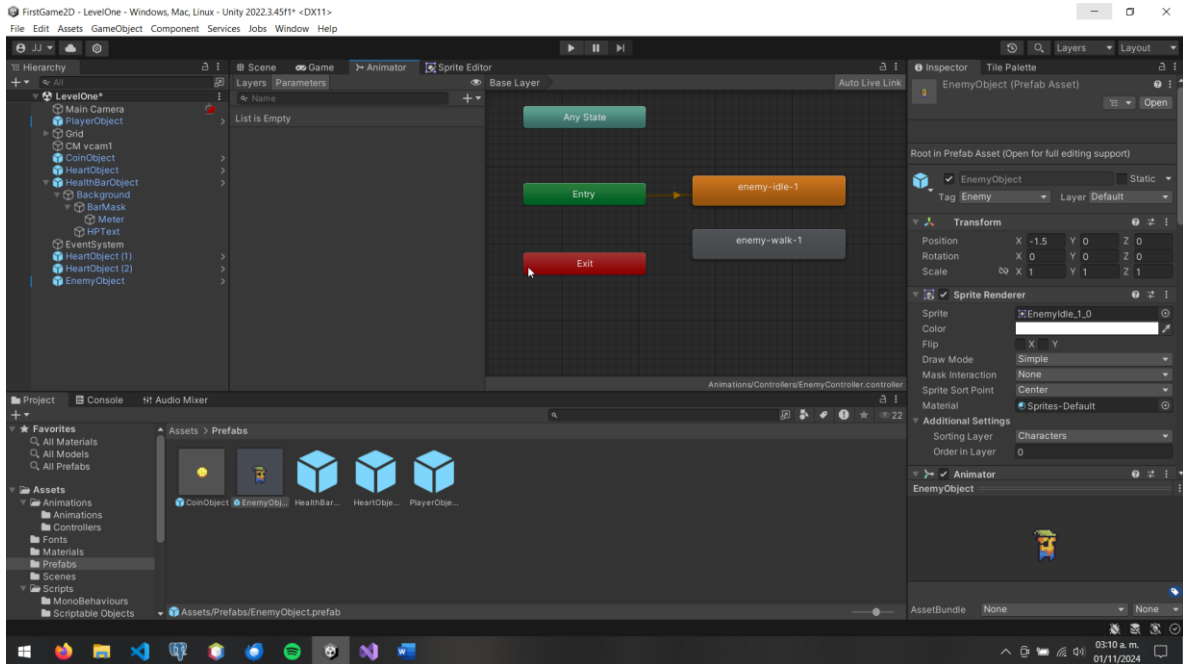 FirstGame2D - LevelOne - Windows, Mac, Linux - Unity 2022.3.45f1* <DX11>
File Edit Assets GameObject Component Services Jobs Window Help
JJ
Layers Layout
Hierarchy
All
LevelOne*
Main Camera
PlayerObject
Grid
CM vcam1
CoinObject
HeartObject
HealthBarObject
Background
BarMask
Meter
HPText
EventSystem
HeartObject (1)
HeartObject (2)
EnemyObject
Scene Game Animator Sprite Editor
Layers Parameters
Name
List is Empty
Base Layer Auto Live Link
Any State
Entry
Exit
enemy-idle-1
enemy-walk-1
Animations/Controllers/EnemyController.controller
Inspector Tile Palette
EnemyObject (Prefab Asset)
Open
Root in Prefab Asset (Open for full editing support)
EnemyObject Static
Tag Enemy Layer Default
Transform
Position X -1.5 Y 0 Z 0
Rotation X 0 Y 0 Z 0
Scale X 1 Y 1 Z 1
Sprite Renderer
Sprite EnemyIdle_1_0
Color
Flip X Y
Draw Mode Simple
Mask Interaction None
Sprite Sort Point Center
Material Sprites-Default
Additional Settings
Sorting Layer Characters
Order in Layer 0
Animator
EnemyObject
AssetBundle None None
Project Console Audio Mixer
22
Favorites
All Materials
All Models
All Prefabs
Assets
Animations
Animations
Controllers
Fonts
Materials
Prefabs
Scenes
Scripts
MonoBehaviours
Scriptable Objects
Assets > Prefabs
CoinObject EnemyObj... HealthBar... HeartObje... PlayerObje...
Assets/Prefabs/EnemyObject.prefab
03:10 a. m.
01/11/2024